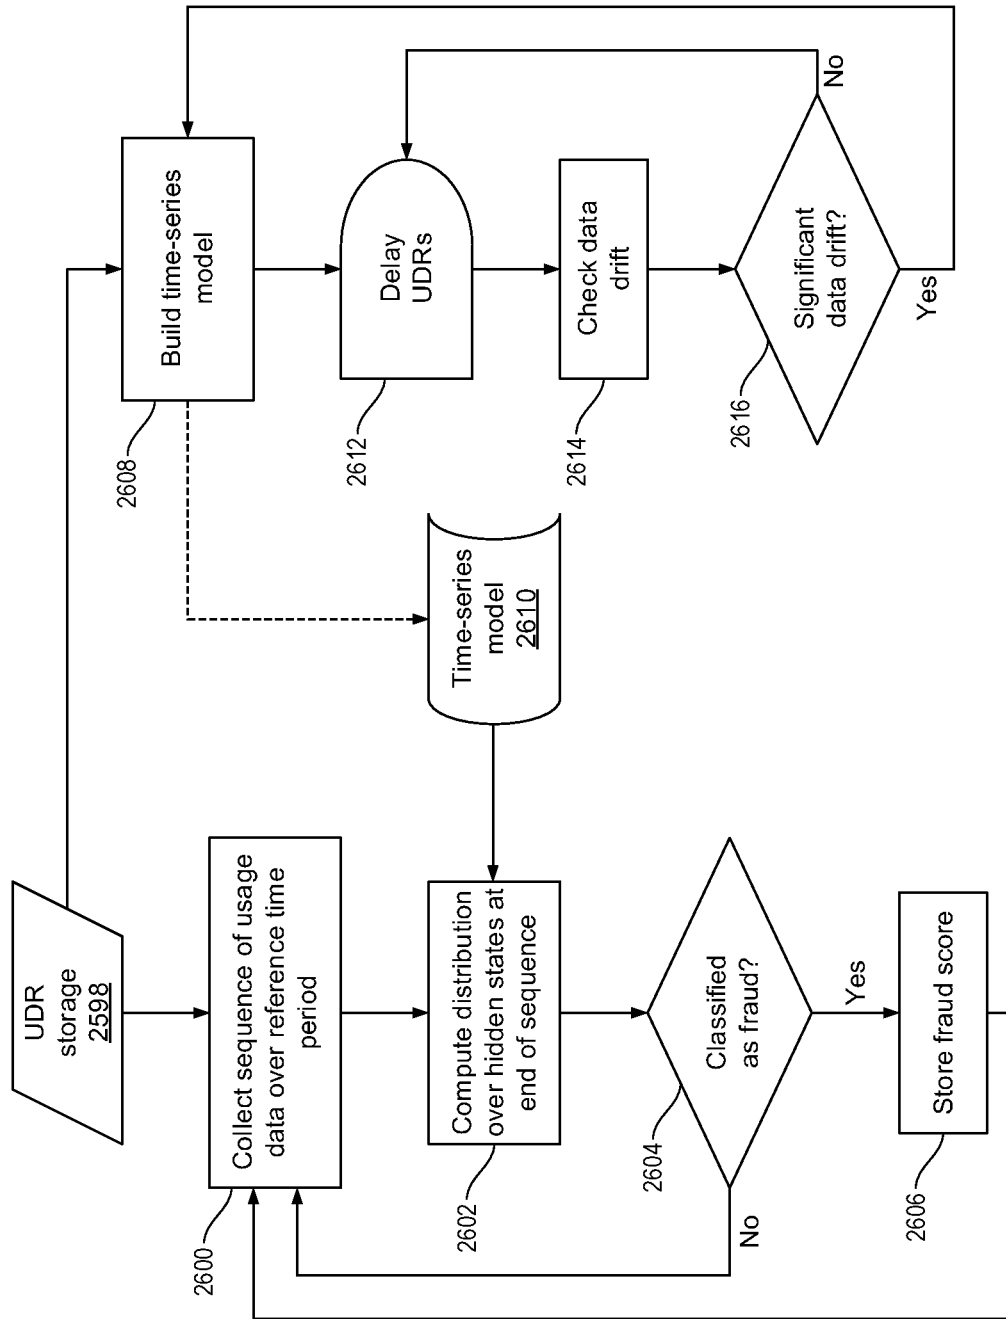 UDR
storage
2598
Collect sequence of usage
data over reference time
period
2600
Compute distribution
over hidden states at
end of sequence
2602
Classified
as fraud?
2604
No
Yes
Store fraud score
2606
Build time-series
model
2608
Time-series
model
2610
Delay
UDRs
2612
Check data
drift
2614
Significant
data drift?
2616
No
Yes